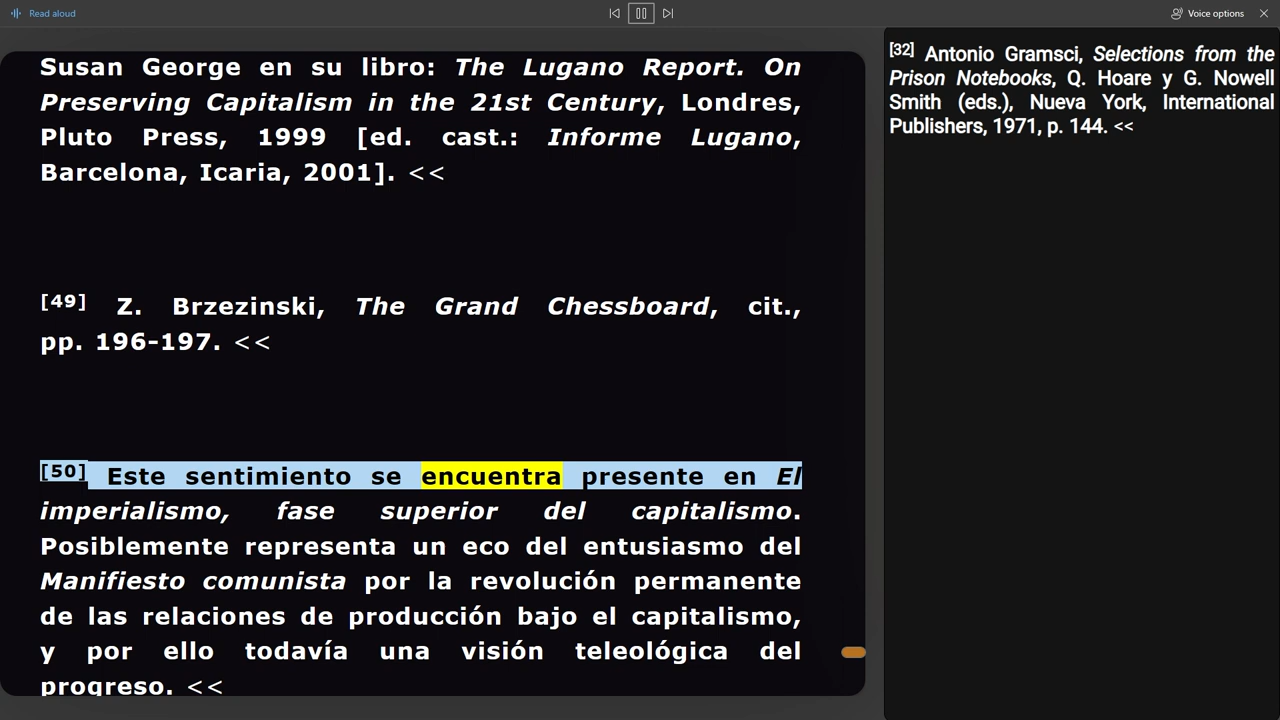 Read aloud
Voice options
Susan George en su libro: The Lugano Report. On
Preserving Capitalism in the 21st Century, Londres,
Pluto Press, 1999 [ed. cast.: Informe Lugano,
Barcelona, Icaria, 2001]. <<
[49] Z. Brzezinski, The Grand Chessboard, cit.,
pp. 196-197. <<
[50] Este sentimiento se encuentra presente en El
imperialismo, fase superior del capitalismo.
Posiblemente representa un eco del entusiasmo del
Manifiesto comunista por la revolución permanente
de las relaciones de producción bajo el capitalismo,
y por ello todavía una visión teleológica del
progreso. <<
[32] Antonio Gramsci, Selections from the
Prison Notebooks, Q. Hoare y G. Nowell
Smith (eds.), Nueva York, International
Publishers, 1971, p. 144. <<